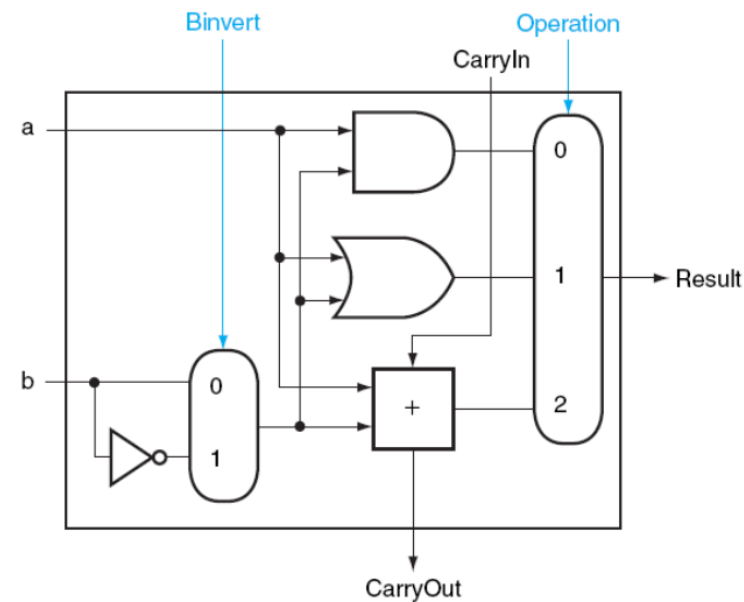 Binvert
Operation
CarryIn
a
0
1
Result
b
0
2
+
1
CarryOut